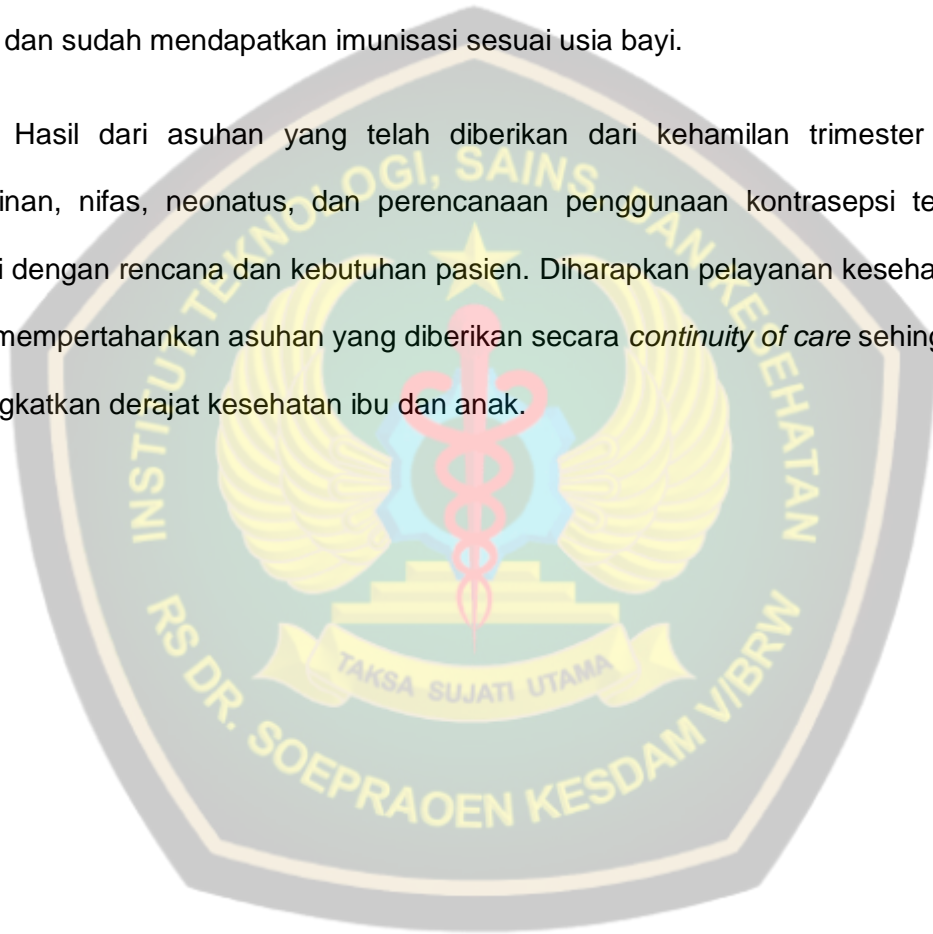 dan sudah mendapatkan imunisasi sesuai usia bayi.
Hasil dari asuhan yang telah diberikan dari kehamilan trimester
inan, nifas, neonatus, dan perencanaan penggunaan kontrasepsi te
i dengan rencana dan kebutuhan pasien. Diharapkan pelayanan keseha
mempertahankan asuhan yang diberikan secara continuity of care sehing
gkatkan derajat kesehatan ibu dan anak.
INSTITUT TEKNOLOGI, SAINS, DAN KESEHATAN
TAKSA SUJATI UTAMA
RS DR. SOEPRAOEN KESDAM V/BRW